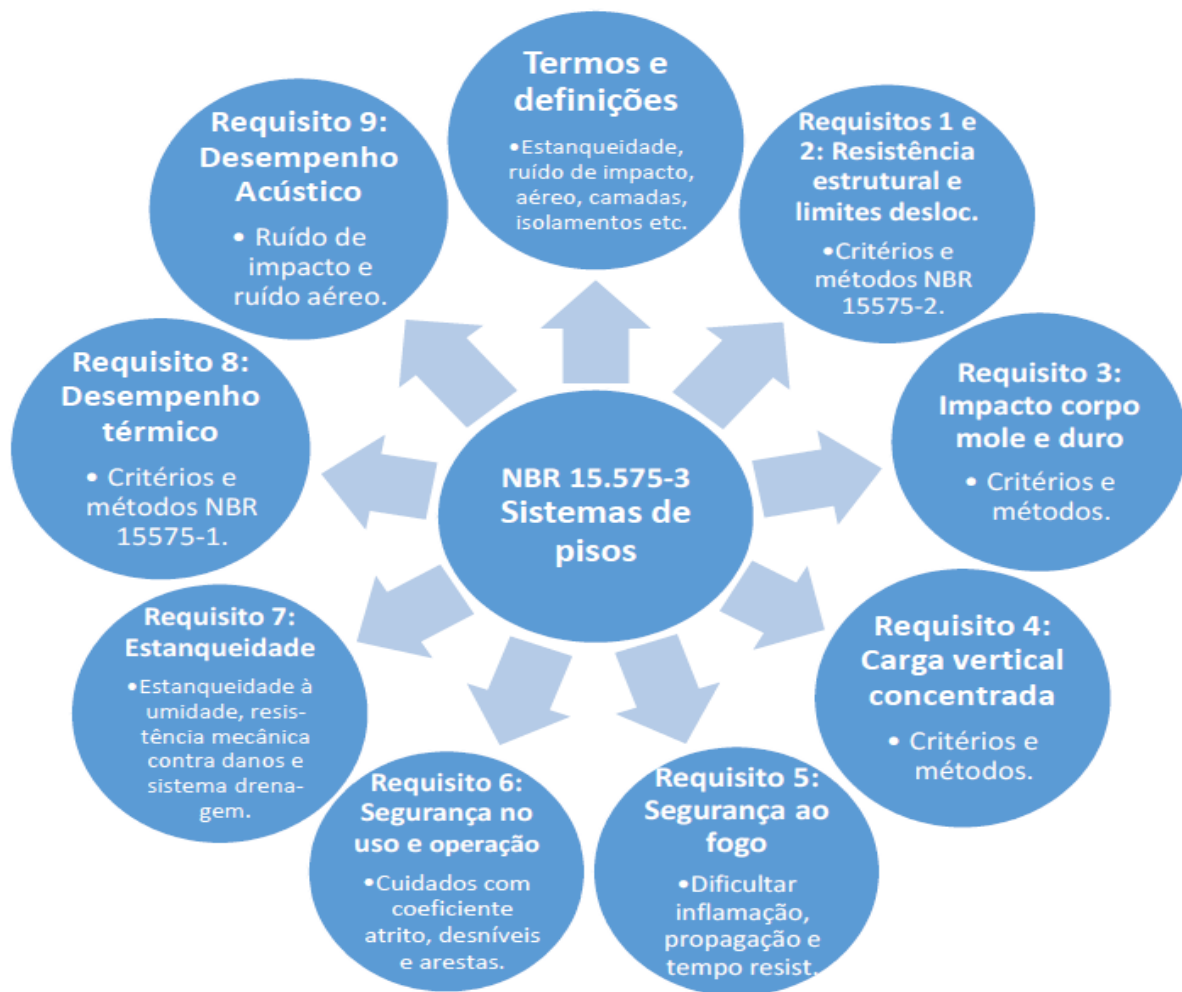 Termos e
definições
•Estanqueidade,
ruído de impacto,
aéreo, camadas,
isolamentos etc.
Requisitos 1 e
2: Resistência
estrutural e
limites desloc.
•Critérios e
métodos NBR
15575-2.
Requisito 3:
Impacto corpo
mole e duro
• Critérios e
métodos.
Requisito 4:
Carga vertical
concentrada
• Critérios e
métodos.
Requisito 5:
Segurança ao
fogo
•Dificultar
inflamação,
propagação e
tempo resist.
Requisito 6:
Segurança no
uso e operação
•Cuidados com
coeficiente
atrito, desníveis
e arestas.
Requisito 7:
Estanqueidade
•Estanqueidade à
umidade, resis-
tência mecânica
contra danos e
sistema drena-
gem.
Requisito 8:
Desempenho
térmico
• Critérios e
métodos NBR
15575-1.
Requisito 9:
Desempenho
Acústico
• Ruído de
impacto e
ruído aéreo.
NBR 15.575-3
Sistemas de
pisos